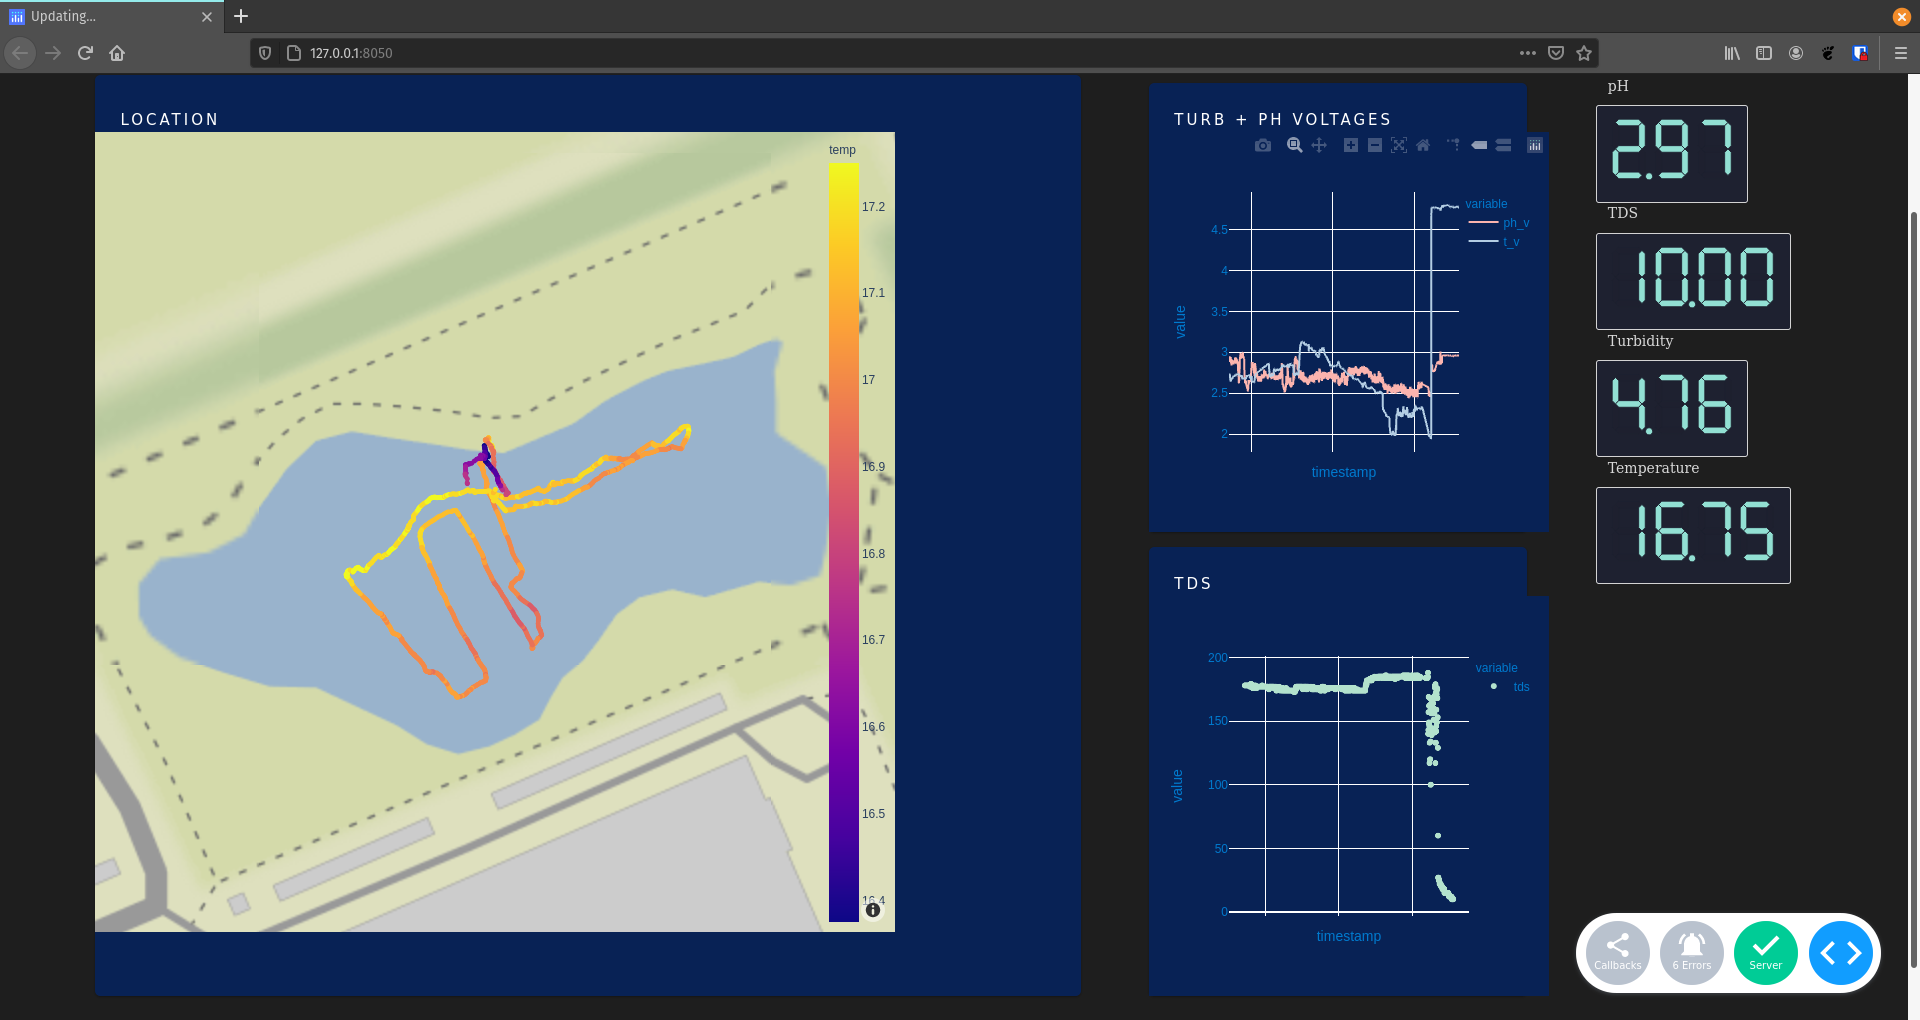 Updating...
127.0.0.1:8050
LOCATION
temp
17.2
17.1
17
16.9
16.8
16.7
16.6
16.5
16.4
TURB + PH VOLTAGES
variable
ph_v
t_v
4.5
4
3.5
3
2.5
2
value
timestamp
TDS
variable
tds
200
150
100
50
0
value
timestamp
pH
2.97
TDS
10.00
Turbidity
4.76
Temperature
16.75
Callbacks
6 Errors
Server